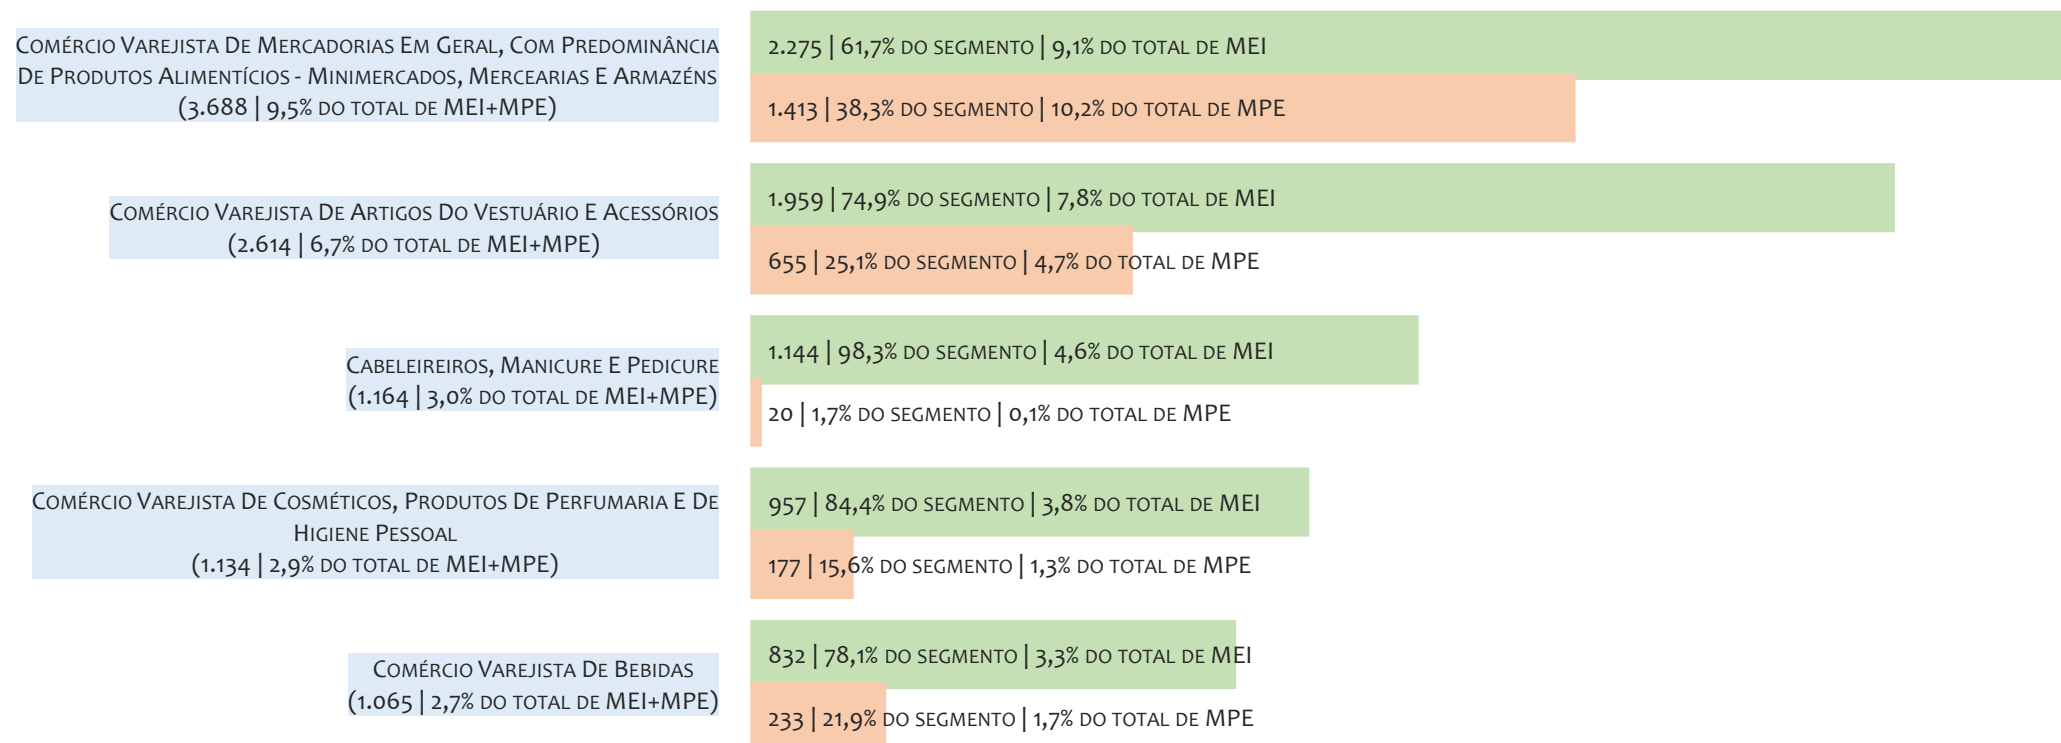 Comércio Varejista De Mercadorias Em Geral, Com Predominância
De Produtos Alimentícios - Minimercados, Mercearias E Armazéns
(3.688 | 9,5% do total de MEI+MPE)
2.275 | 61,7% do segmento | 9,1% do total de MEI
1.413 | 38,3% do segmento | 10,2% do total de MPE
Comércio Varejista De Artigos Do Vestuário E Acessórios
(2.614 | 6,7% do total de MEI+MPE)
1.959 | 74,9% do segmento | 7,8% do total de MEI
655 | 25,1% do segmento | 4,7% do total de MPE
Cabeleireiros, Manicure E Pedicure
(1.164 | 3,0% do total de MEI+MPE)
1.144 | 98,3% do segmento | 4,6% do total de MEI
20 | 1,7% do segmento | 0,1% do total de MPE
Comércio Varejista De Cosméticos, Produtos De Perfumaria E De
Higiene Pessoal
(1.134 | 2,9% do total de MEI+MPE)
957 | 84,4% do segmento | 3,8% do total de MEI
177 | 15,6% do segmento | 1,3% do total de MPE
Comércio Varejista De Bebidas
(1.065 | 2,7% do total de MEI+MPE)
832 | 78,1% do segmento | 3,3% do total de MEI
233 | 21,9% do segmento | 1,7% do total de MPE